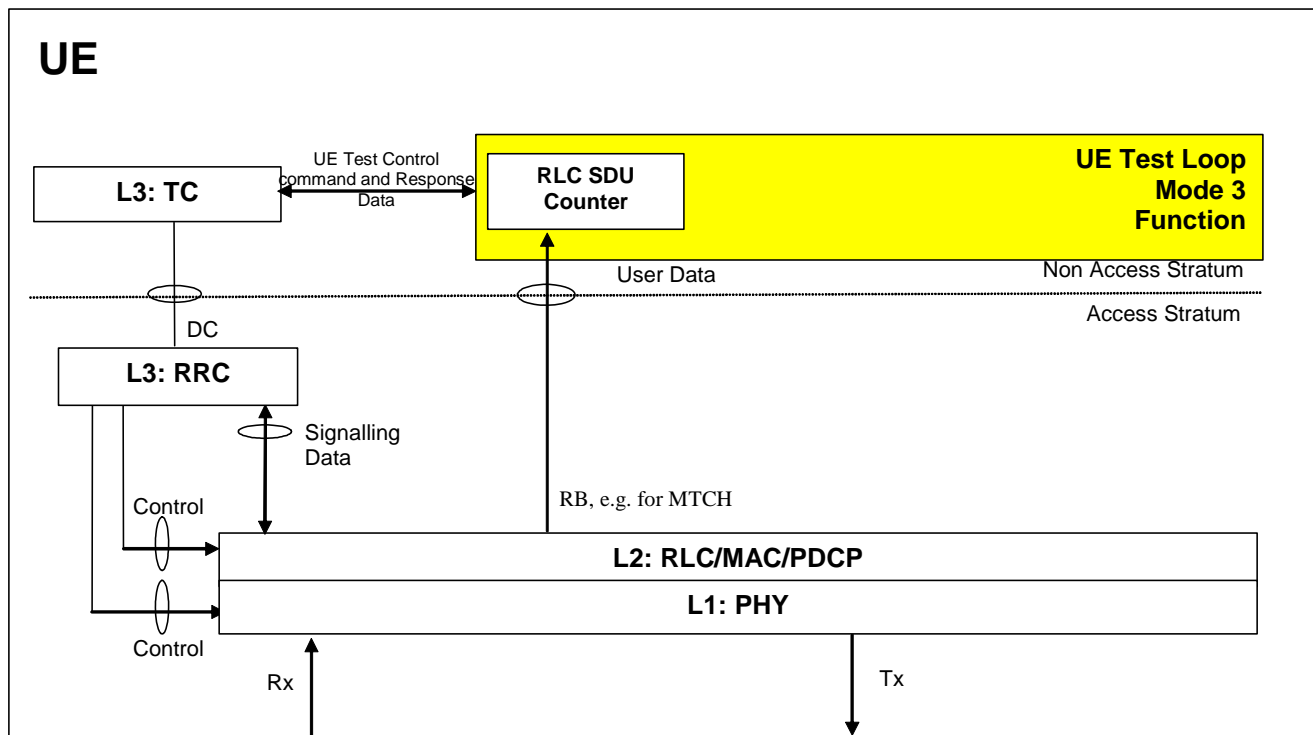 UE
UE Test Control
command and Response
Data
L3: TC
RLC SDU
Counter
UE Test Loop
Mode 3
Function
User Data
Non Access Stratum
Access Stratum
DC
L3: RRC
Signalling
Data
Control
RB, e.g. for MTCH
L2: RLC/MAC/PDCP
L1: PHY
Control
Rx
Tx